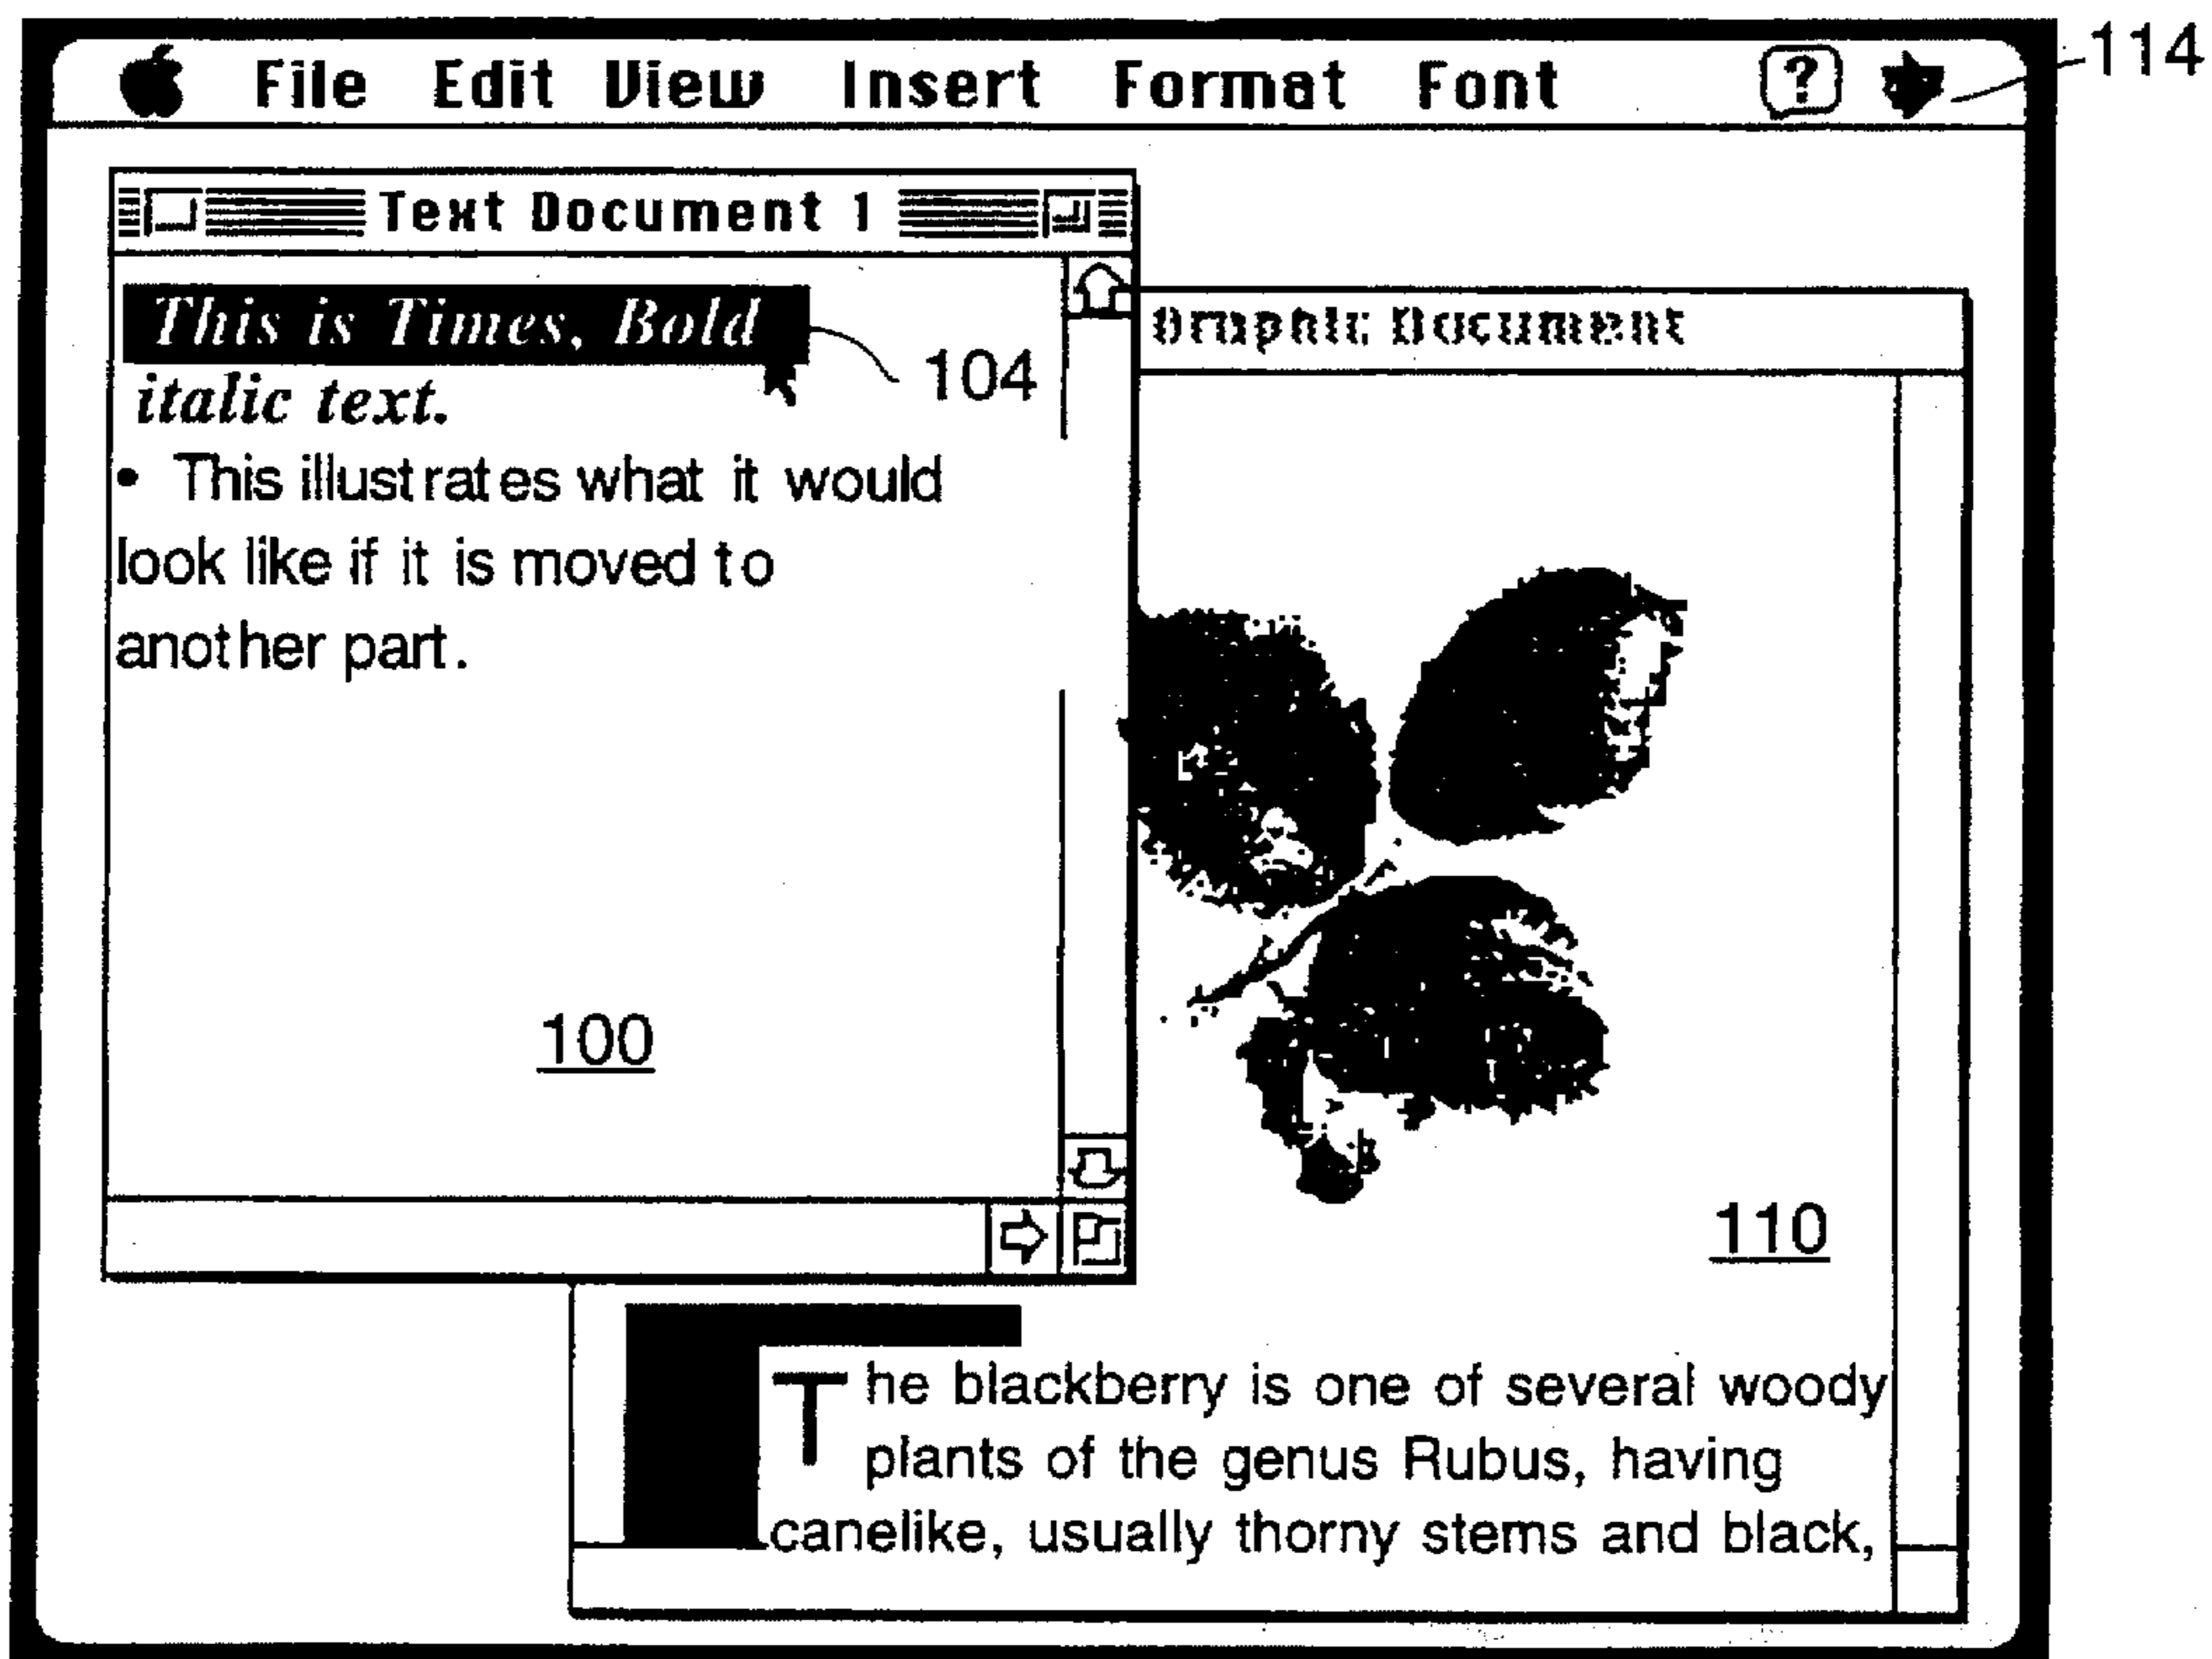 File Edit View Insert Format Font ?
114
Text Document 1
This is Times, Bold
104
italic text.
• This illustrates what it would
look like if it is moved to
another part.
100
Graphic Document
110
The blackberry is one of several woody
plants of the genus Rubus, having
canelike, usually thorny stems and black,